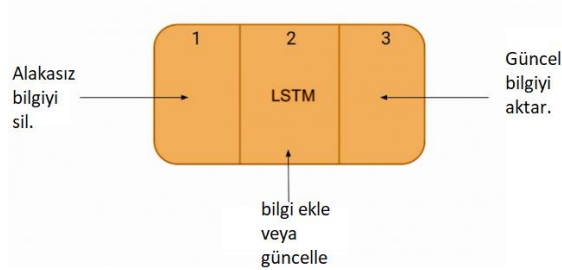 1 2 3
Alakasız
bilgiyi
sil.
LSTM
Güncel
bilgiyi
aktar.
bilgi ekle
veya
güncelle